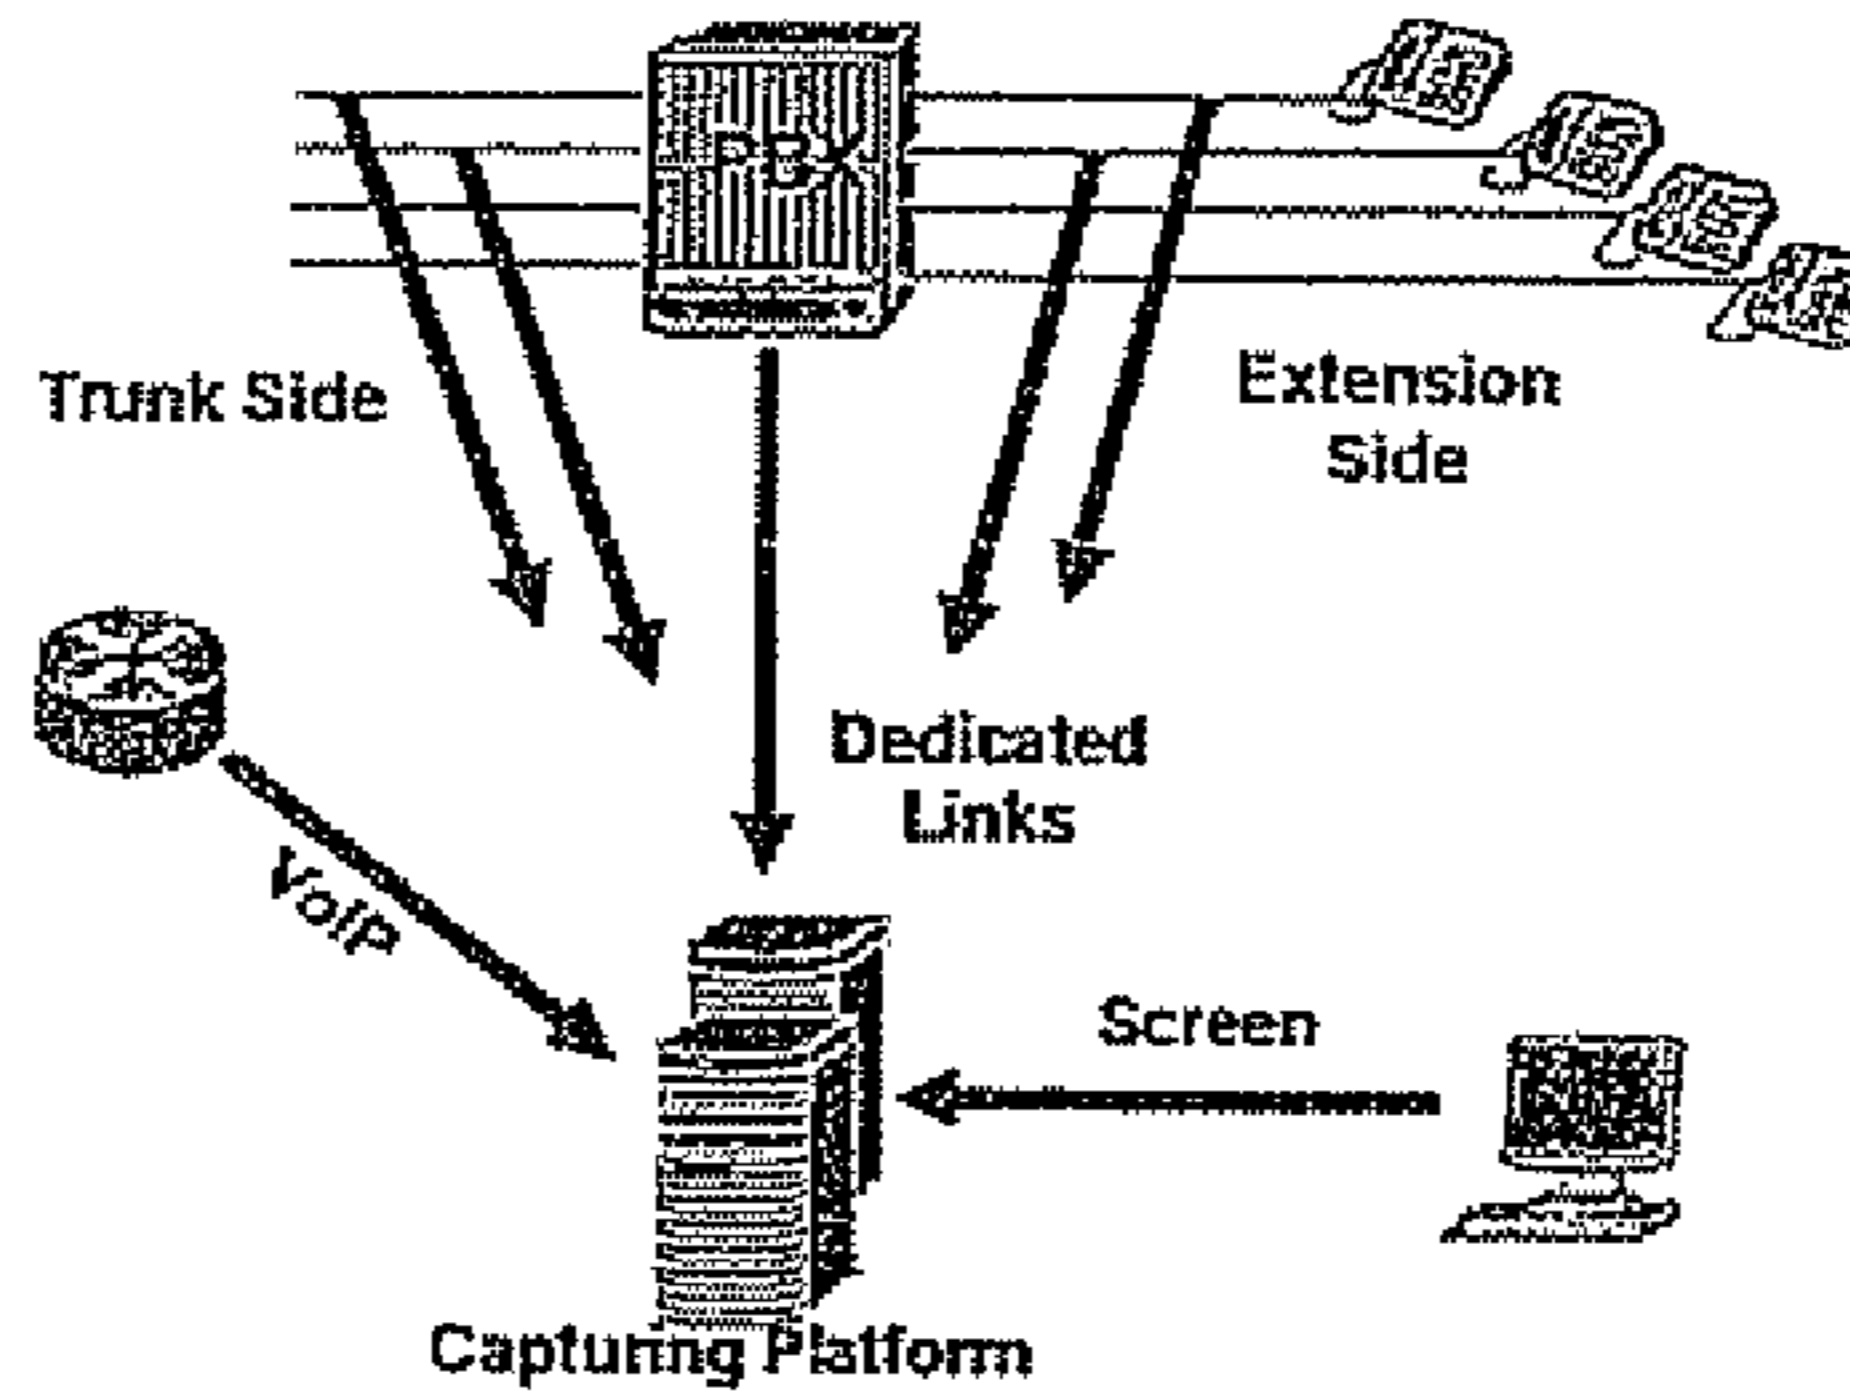 PBX
Trunk Side
Extension
Side
Dedicated
Links
VoIP
Screen
Capturing Platform